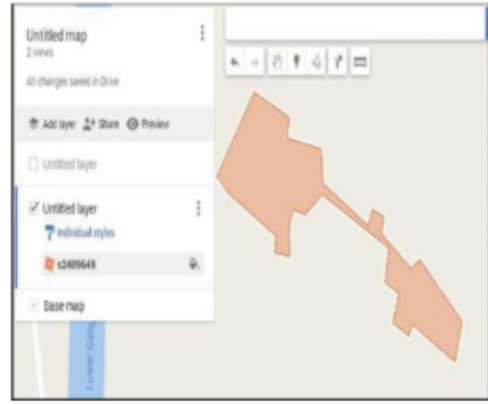 Untitled map
2 views
All changes saved in Drive
Add layer Share Preview
Untitled layer
Untitled layer
Individual styles
s2409649
Base map
Lower Gang